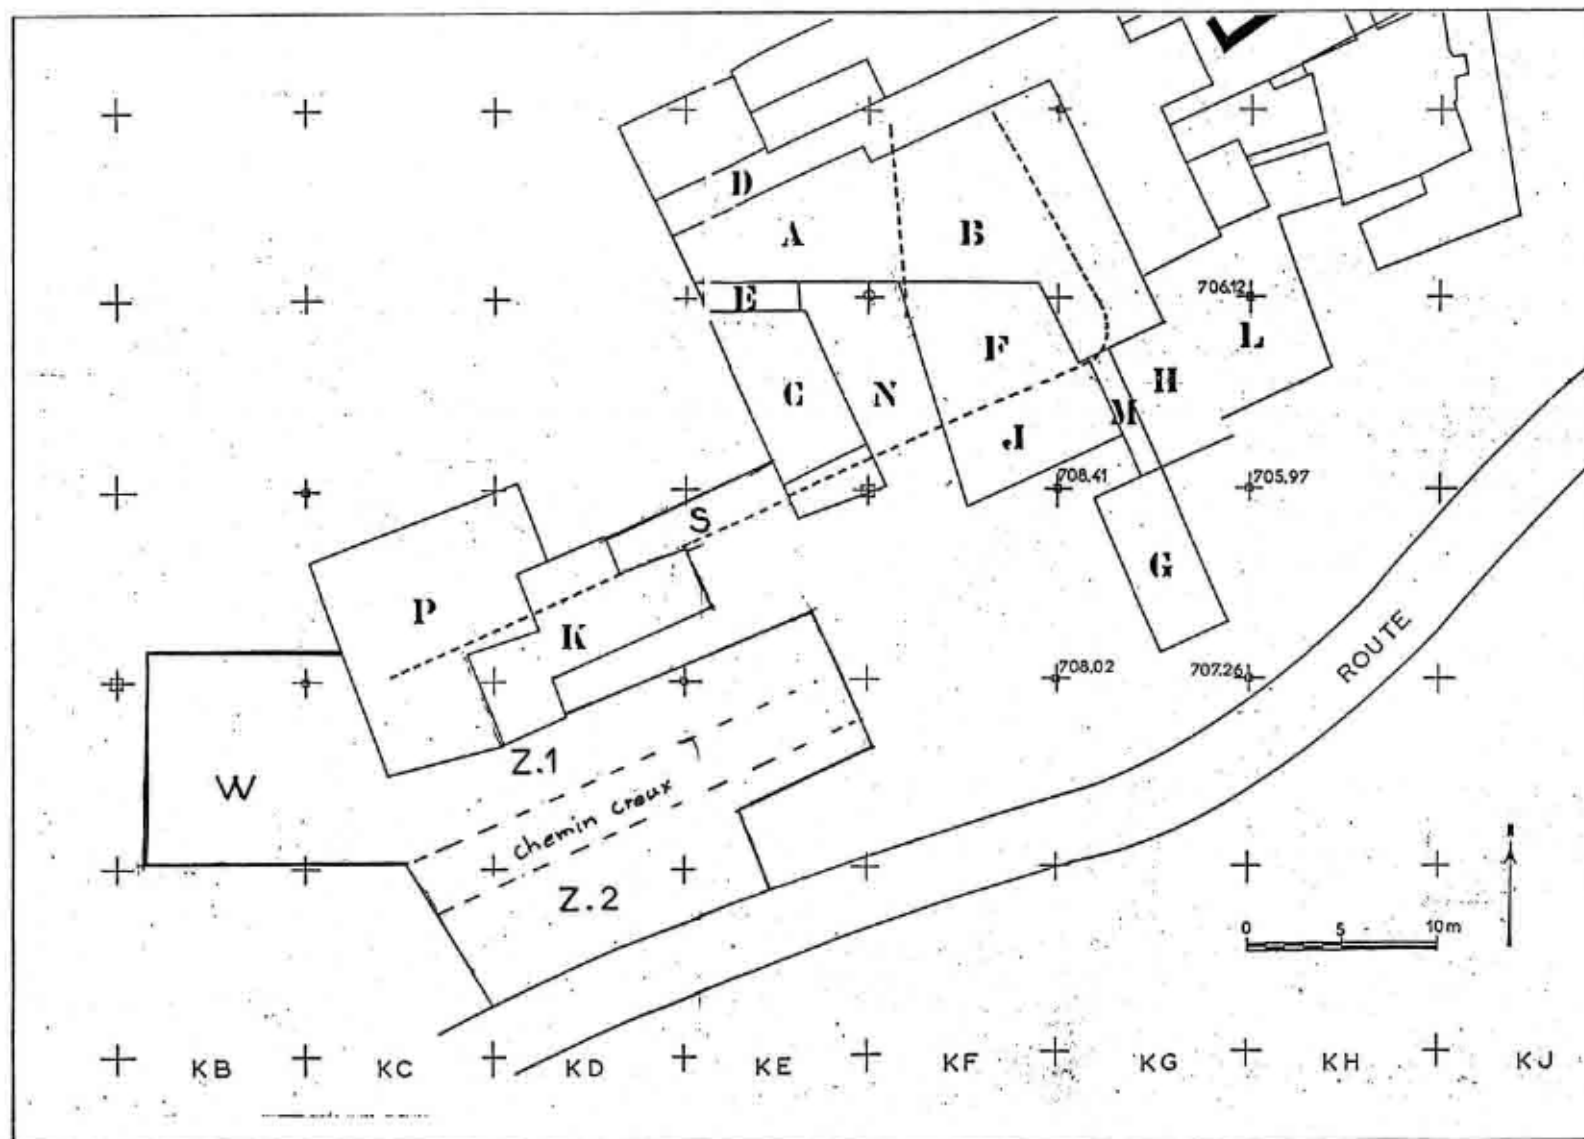 D
A
B
E
706.12
L
F
C
N
H
M
J
708.41
705.97
S
G
P
K
ROUTE
708.02
707.26
Z.1
W
chemin creux
Z.2
N
0 5 10m
KB KC KD KE KF KG KH KJ